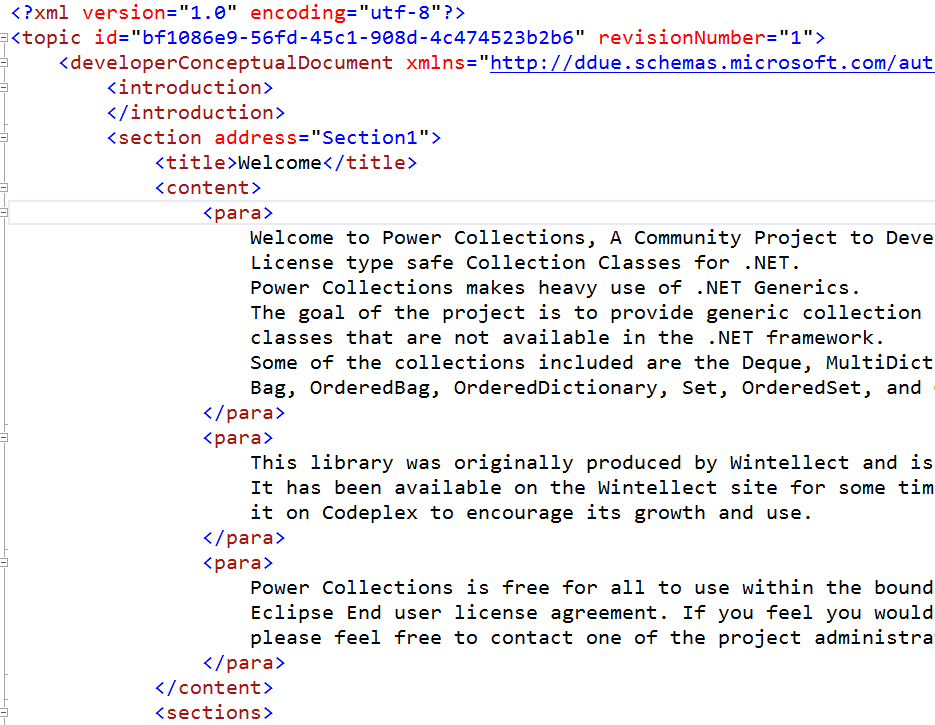 <?xml version="1.0" encoding="utf-8"?>
<topic id="bf1086e9-56fd-45c1-908d-4c474523b2b6" revisionNumber="1">
<developerConceptualDocument xmlns="http://ddue.schemas.microsoft.com/aut
<introduction>
</introduction>
<section address="Section1">
<title>Welcome</title>
<content>
<para>
Welcome to Power Collections, A Community Project to Deve
License type safe Collection Classes for .NET.
Power Collections makes heavy use of .NET Generics.
The goal of the project is to provide generic collection
classes that are not available in the .NET framework.
Some of the collections included are the Deque, MultiDict
Bag, OrderedBag, OrderedDictionary, Set, OrderedSet, and
</para>
<para>
This library was originally produced by Wintellect and is
It has been available on the Wintellect site for some tim
it on Codeplex to encourage its growth and use.
</para>
<para>
Power Collections is free for all to use within the bound
Eclipse End user license agreement. If you feel you would
please feel free to contact one of the project administra
</para>
</content>
<sections>